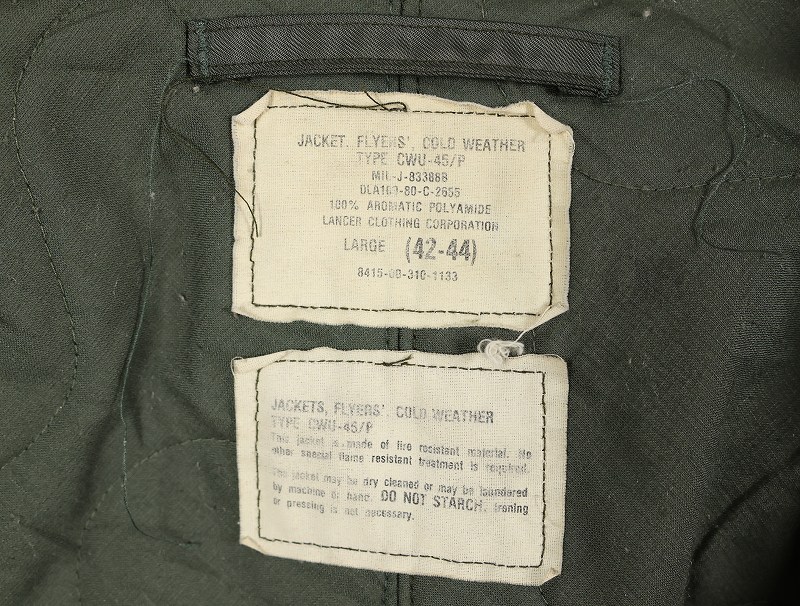 JACKET, FLYERS', COLD WEATHER
TYPE CWU-45/P
MIL-J-83388B
DLA100-80-C-2655
100% AROMATIC POLYAMIDE
LANCER CLOTHING CORPORATION
LARGE (42-44)
8415-00-310-1133
JACKETS, FLYERS', COLD WEATHER
TYPE CWU-45/P
This jacket is made of fire resistant material. No
other special flame resistant treatment is required.
The jacket may be dry cleaned or may be laundered
by machine or hand. DO NOT STARCH. Ironing
or pressing is not necessary.